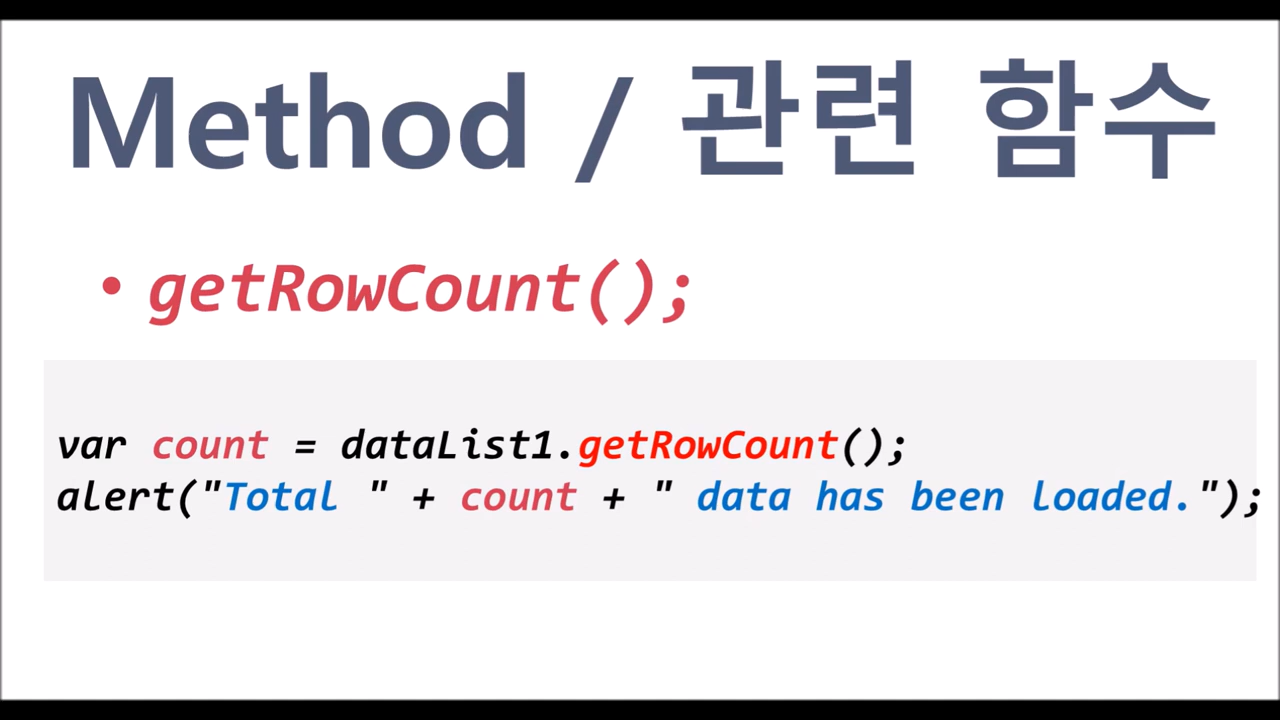 Method / 관련 함수
• getRowCount();
var count = dataList1.getRowCount();
alert("Total " + count + " data has been loaded.");